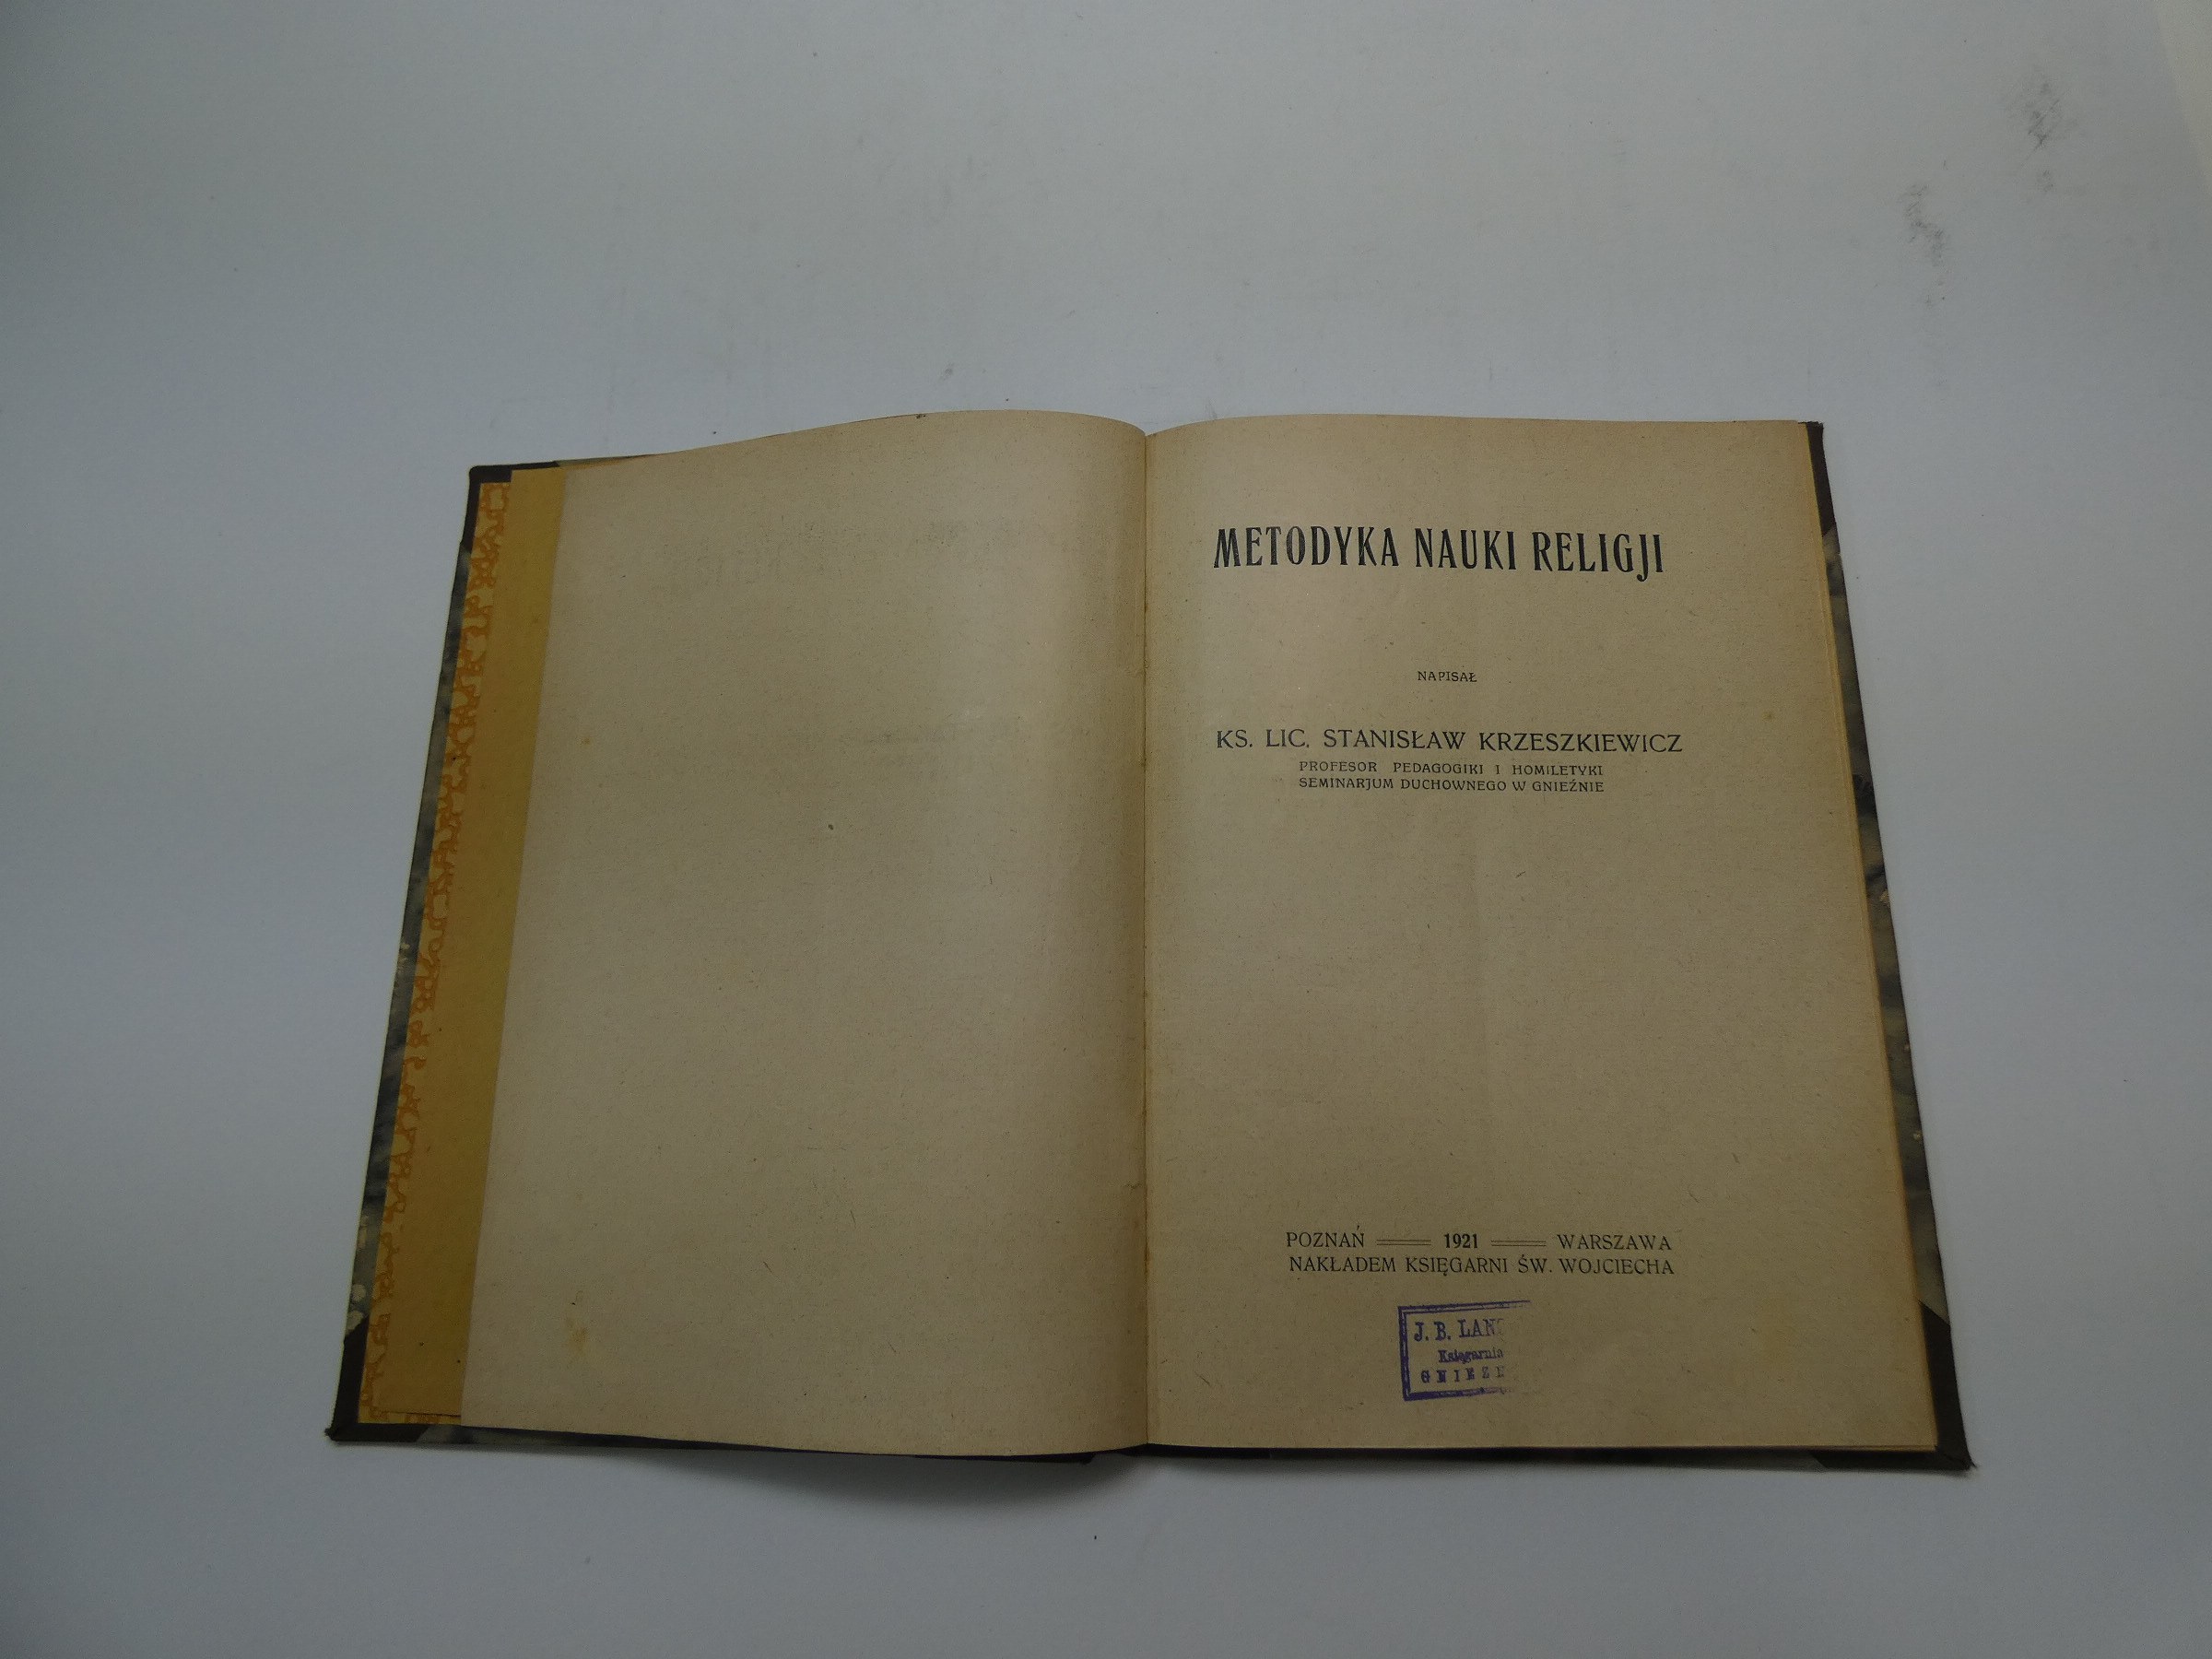 METODYKA NAUKI RELIGJI
NAPISAŁ
KS. LIC. STANISŁAW KRZESZKIEWICZ
PROFESOR PEDAGOGIKI I HOMILETYKI
SEMINARJUM DUCHOWNEGO W GNIEŹNIE
POZNAŃ 1921 WARSZAWA
NAKŁADEM KSIĘGARNI ŚW. WOJCIECHA
J. B.
Księgarnia